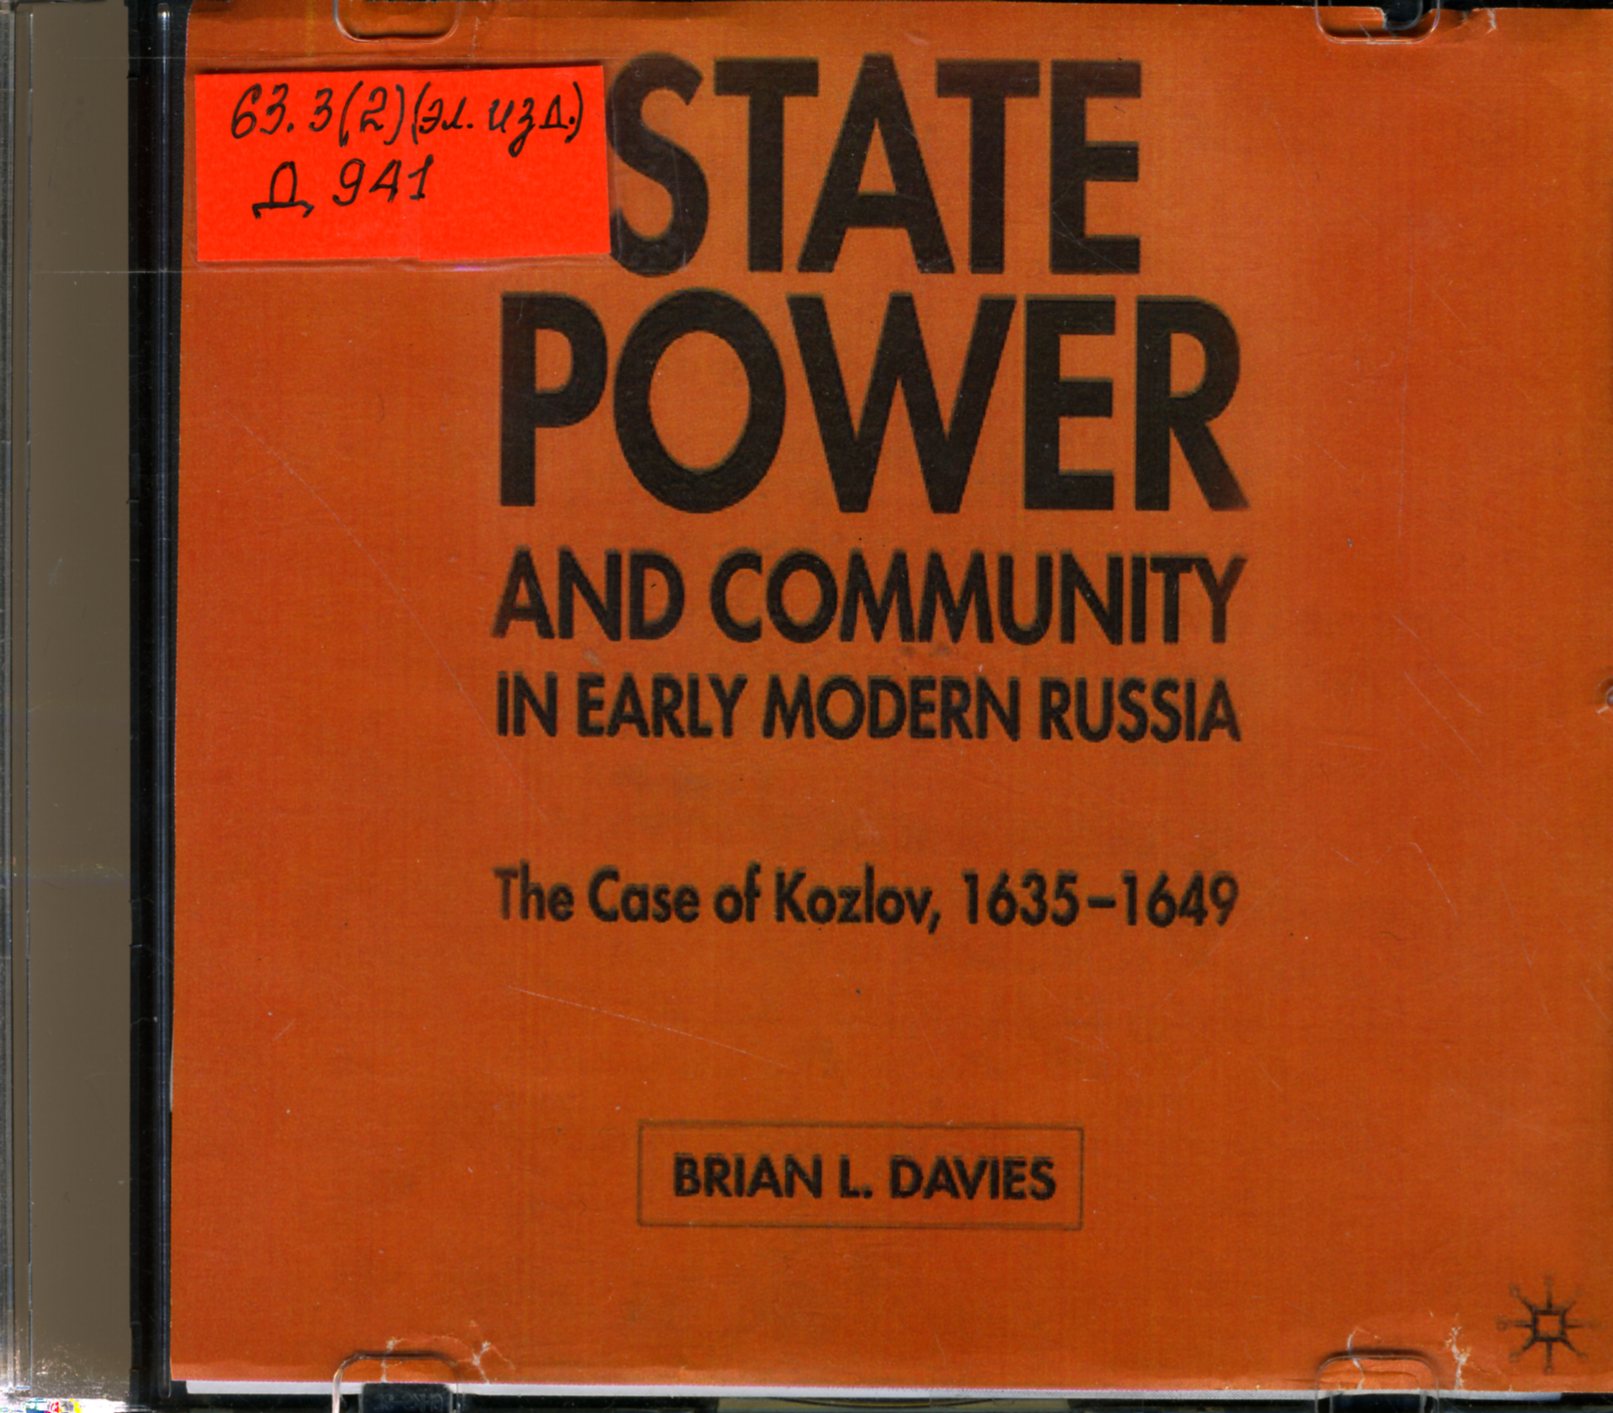 63.3(2)(эл. изд.)
Д 941
STATE
POWER
AND COMMUNITY
IN EARLY MODERN RUSSIA
The Case of Kozlov, 1635–1649
BRIAN L. DAVIES